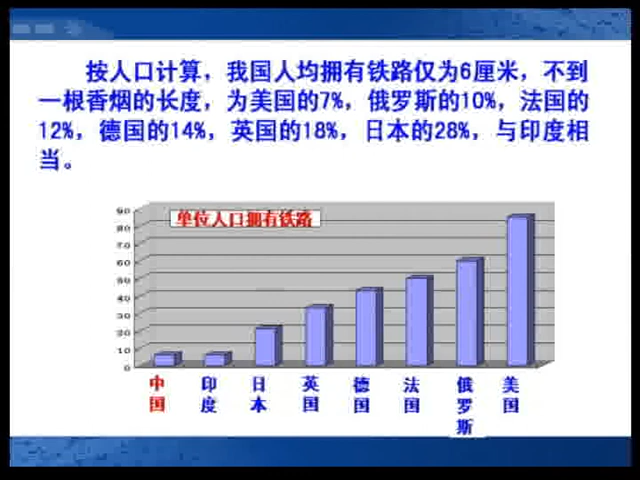 按人口计算，我国人均拥有铁路仅为6厘米，不到
一根香烟的长度，为美国的7%，俄罗斯的10%，法国的
12%，德国的14%，英国的18%，日本的28%，与印度相
当。
单位人口拥有铁路
90
80
70
60
50
40
30
20
10
0
中国
印度
日本
英国
德国
法国
俄罗斯
美国